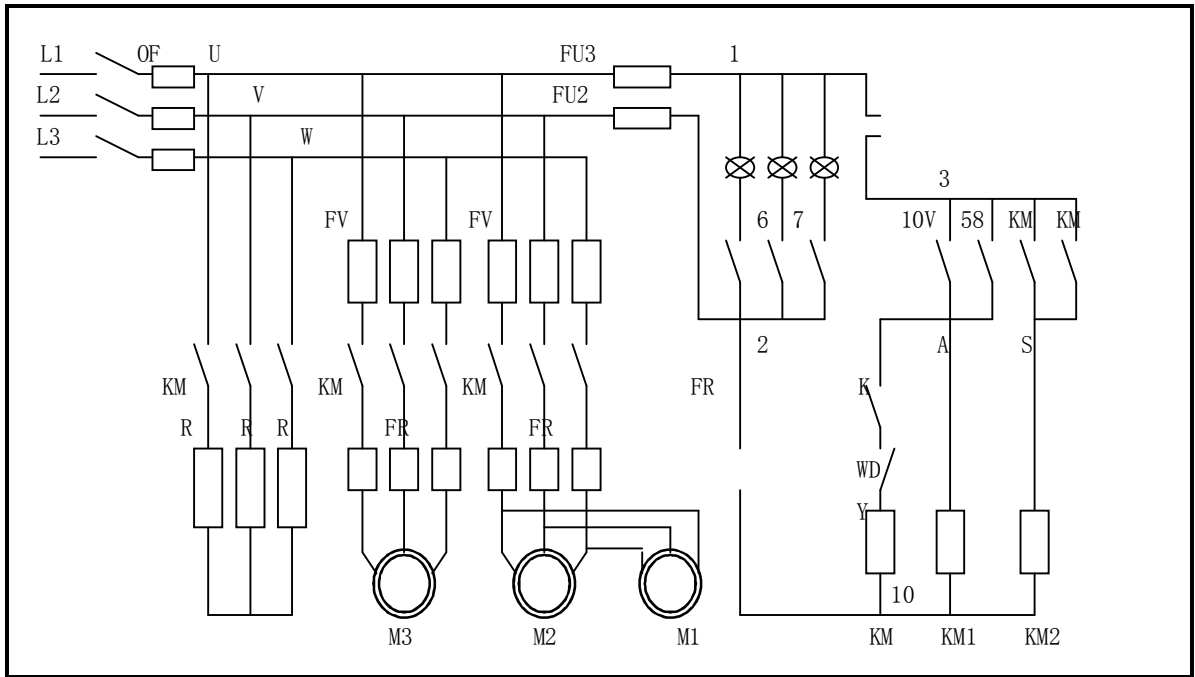 L1 OF U FU3 1
L2 V FU2
L3 W
3
FV FV 6 7 10V 58 KM KM
2 A S
KM KM KM FR K
R R R FR FR
WD
Y
10
M3 M2 M1 KM KM1 KM2